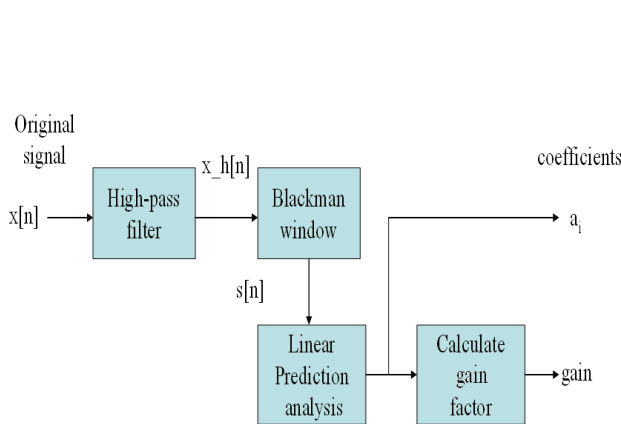 Original
signal
x[n]
High-pass
filter
x_h[n]
Blackman
window
s[n]
coefficients
a_i
Linear
Prediction
analysis
Calculate
gain
factor
gain